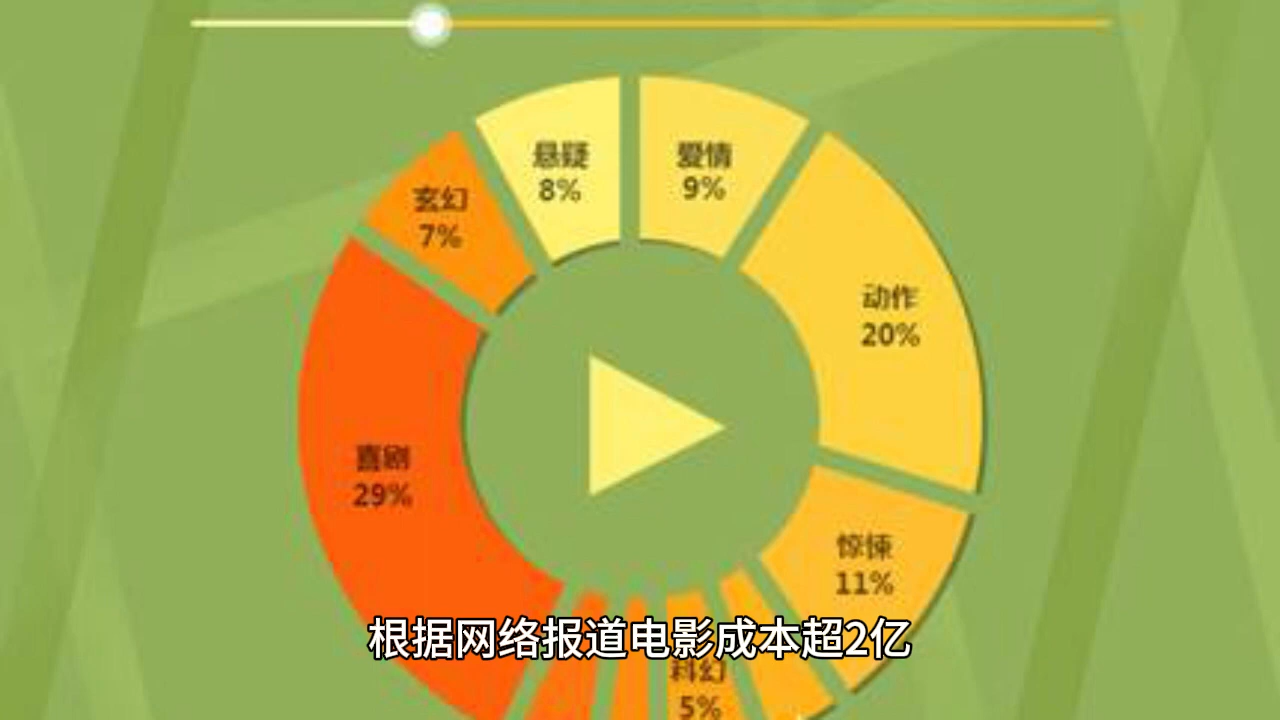 悬疑
8%
爱情
9%
玄幻
7%
动作
20%
喜剧
29%
惊悚
11%
根据网络报道电影成本超2亿
科幻
5%